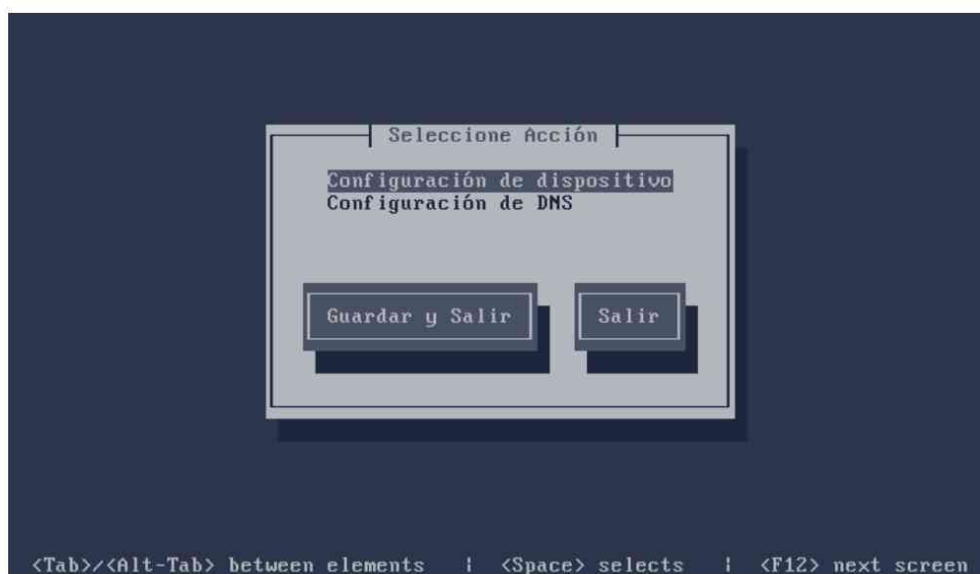 Seleccione Acción
Configuración de dispositivo
Configuración de DNS
Guardar y Salir
Salir
<Tab>/<Alt-Tab> between elements | <Space> selects | <F12> next screen